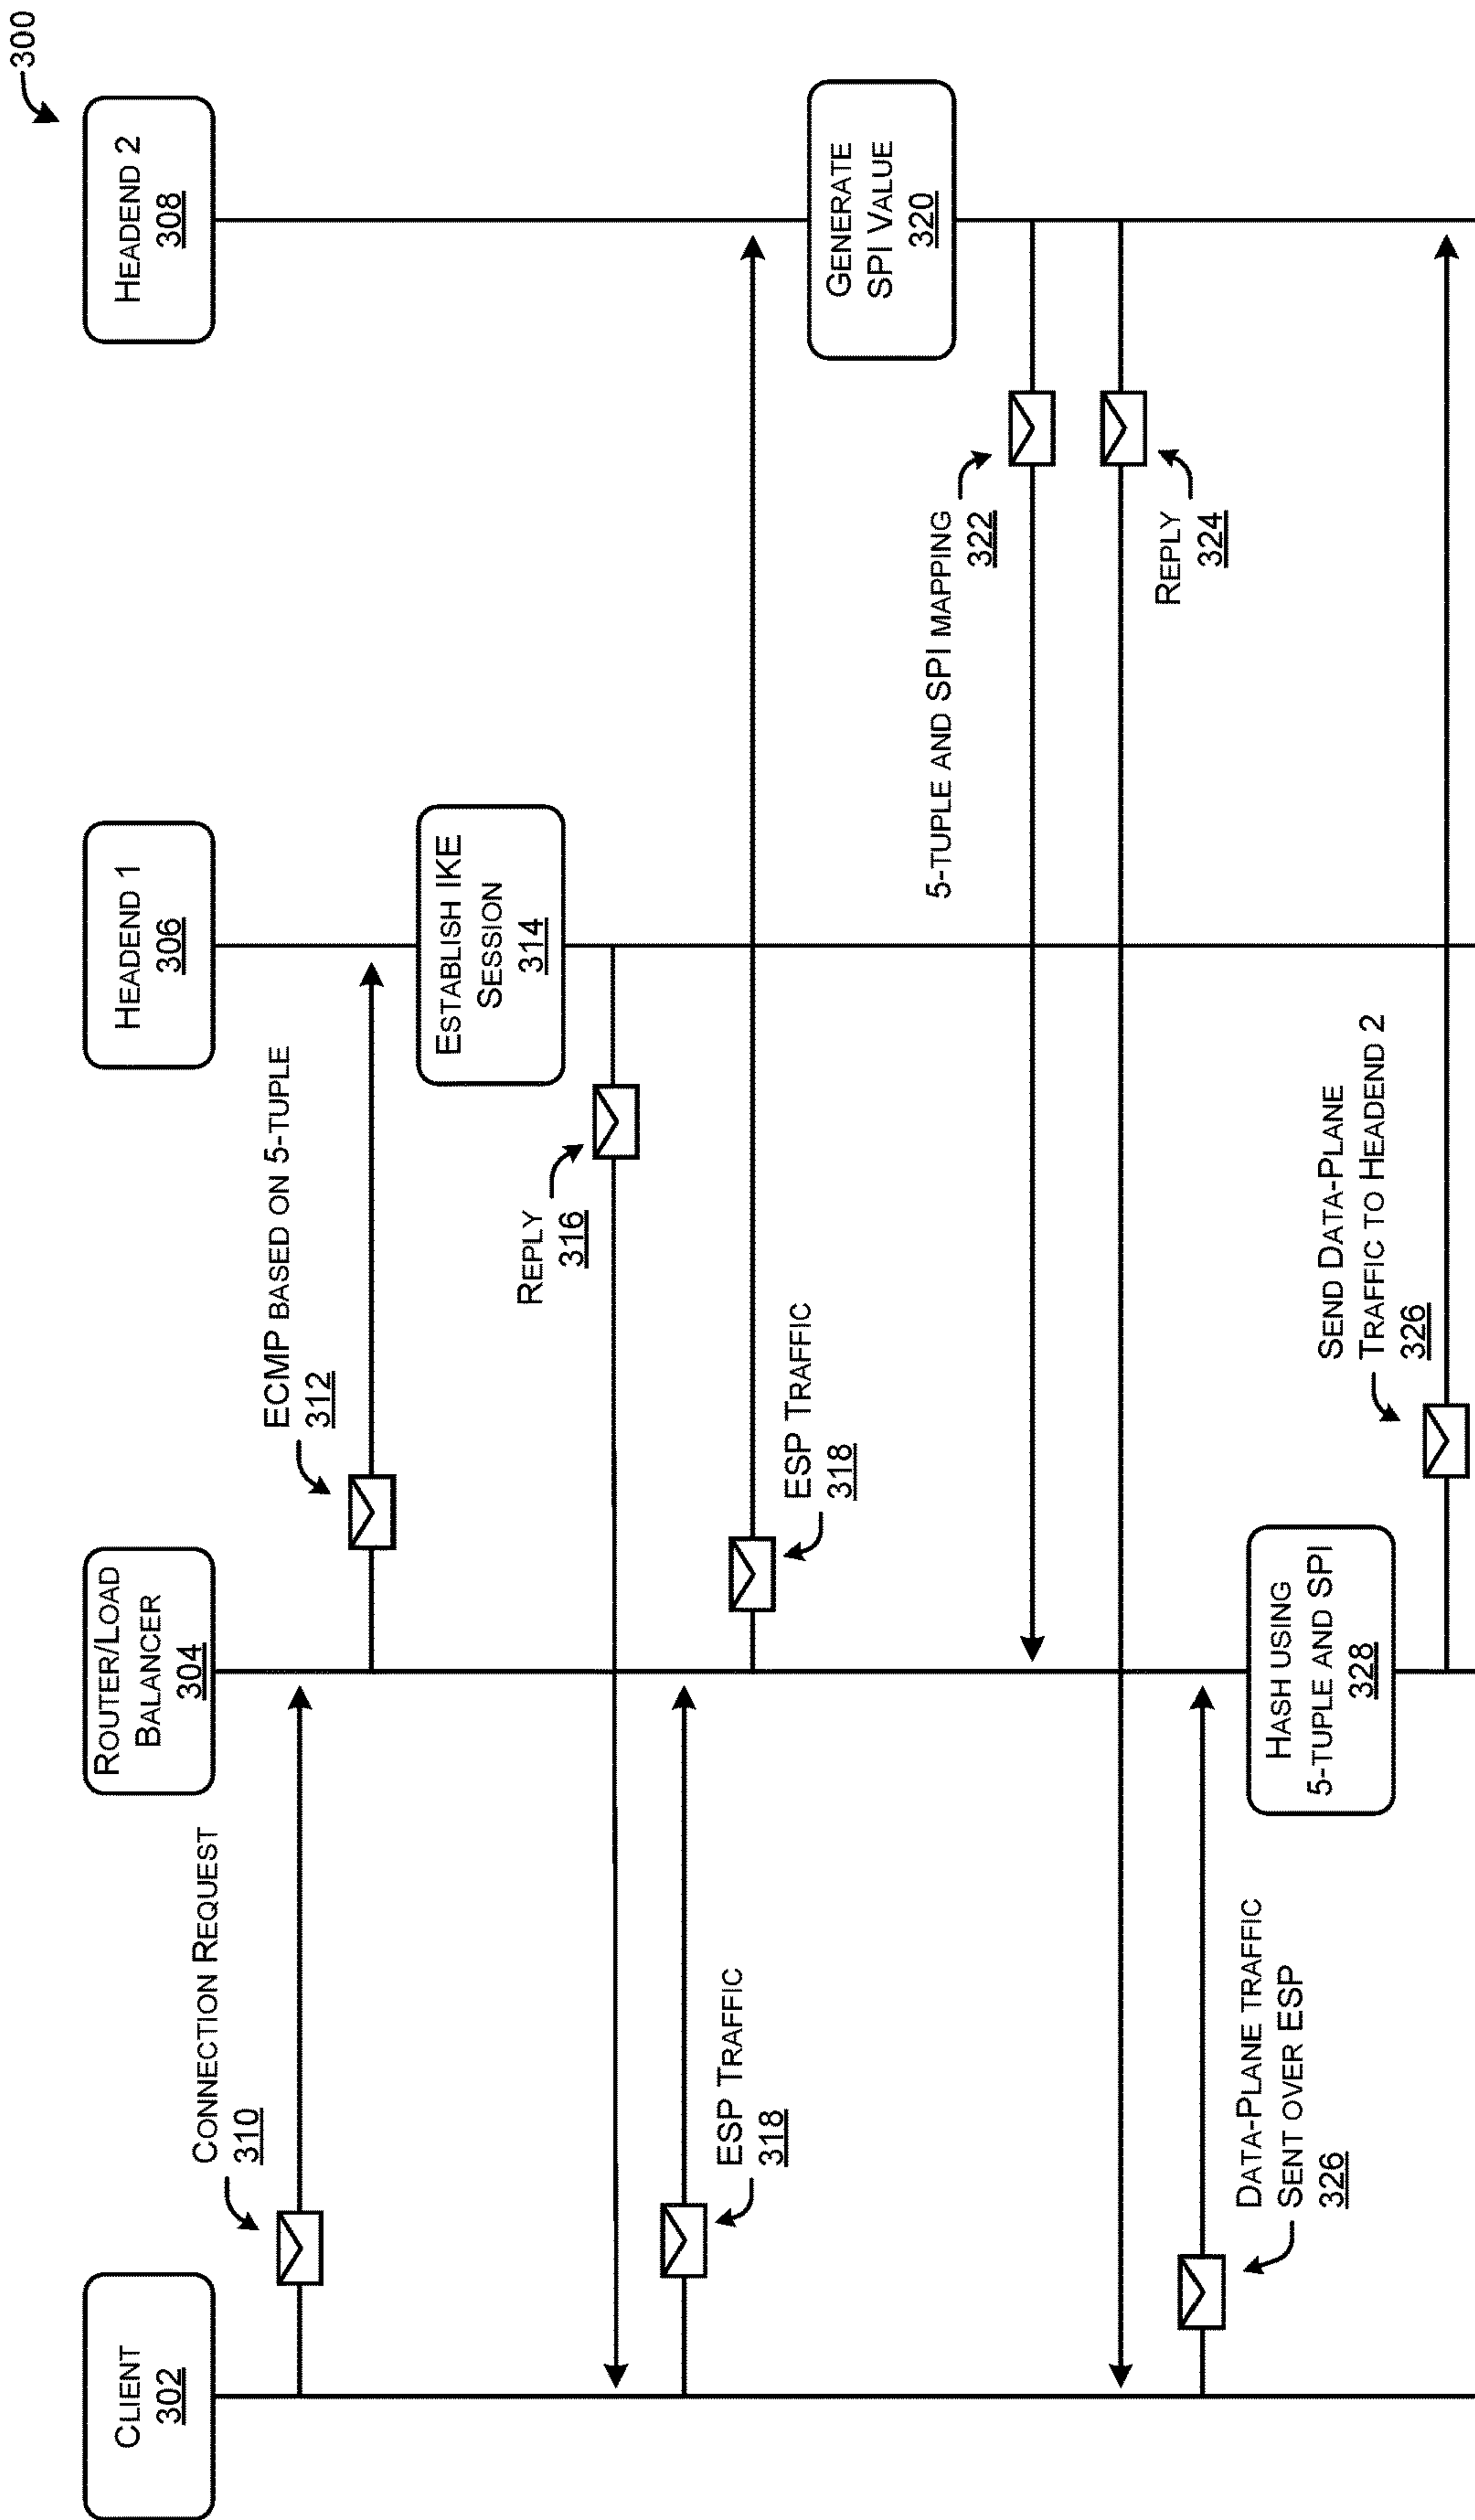 300
CLIENT
302
ROUTER/LOAD
BALANCER
304
HEADEND 1
306
HEADEND 2
308
CONNECTION REQUEST
310
ECMP BASED ON 5-TUPLE
312
ESTABLISH IKE
SESSION
314
REPLY
316
ESP TRAFFIC
318
ESP TRAFFIC
318
GENERATE
SPI VALUE
320
5-TUPLE AND SPI MAPPING
322
REPLY
324
DATA-PLANE TRAFFIC
SENT OVER ESP
326
HASH USING
5-TUPLE AND SPI
328
SEND DATA-PLANE
TRAFFIC TO HEADEND 2
326